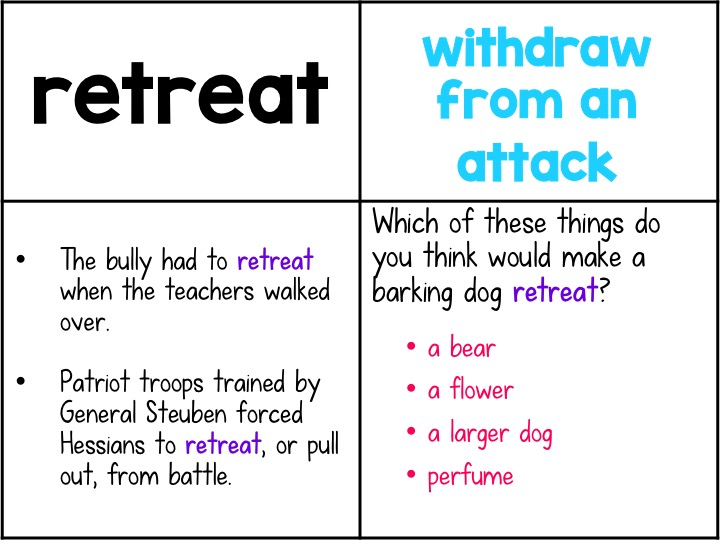 retreat
withdraw
from an
attack
• The bully had to retreat
when the teachers walked
over.
• Patriot troops trained by
General Steuben forced
Hessians to retreat, or pull
out, from battle.
Which of these things do
you think would make a
barking dog retreat?
• a bear
• a flower
• a larger dog
• perfume